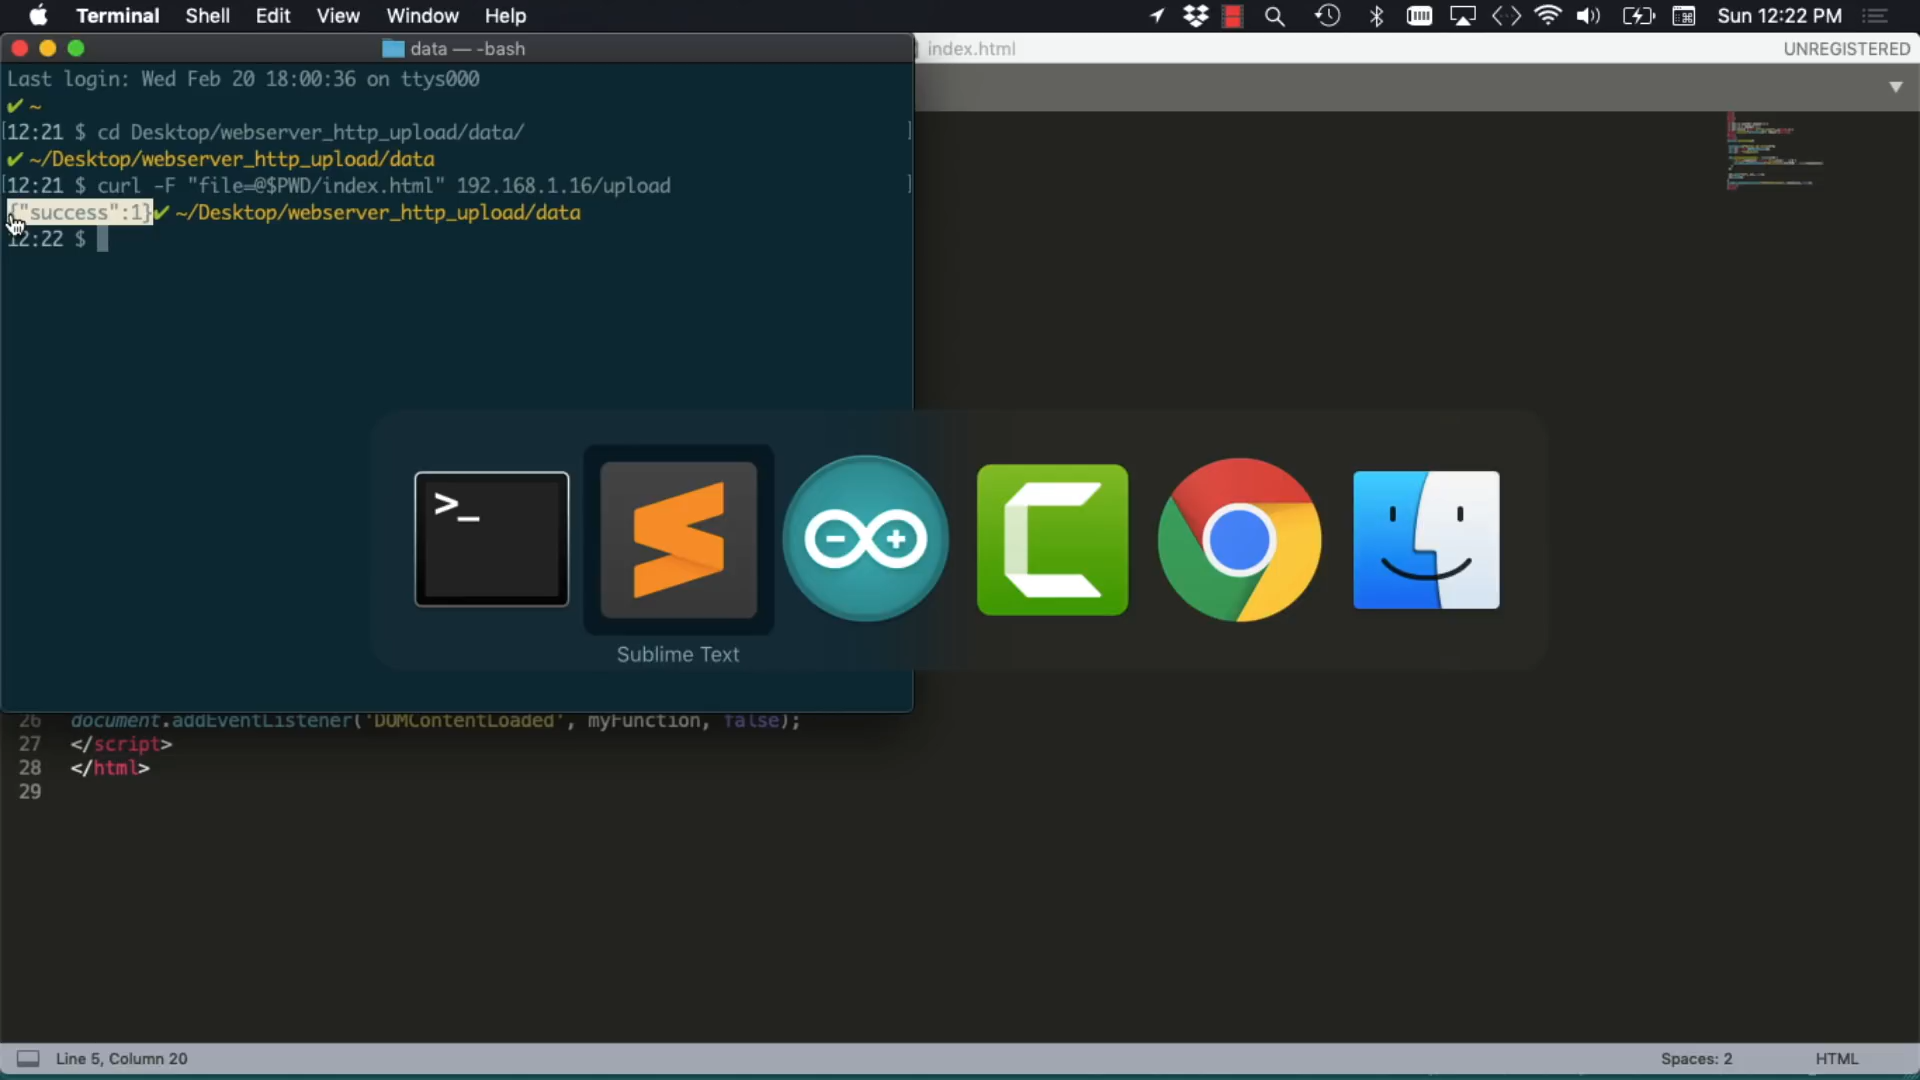 Terminal Shell Edit View Window Help Sun 12:22 PM
data — -bash
index.html UNREGISTERED
Last login: Wed Feb 20 18:00:36 on ttys000
✔ ~
[12:21 $ cd Desktop/webserver_http_upload/data/ ]
✔ ~/Desktop/webserver_http_upload/data
[12:21 $ curl -F "file=@$PWD/index.html" 192.168.1.16/upload ]
{"success":1}✔ ~/Desktop/webserver_http_upload/data
12:22 $
>_
Sublime Text
26 document.addEventListener('DOMContentLoaded', myFunction, false);
27 </script>
28 </html>
29
Line 5, Column 20 Spaces: 2 HTML